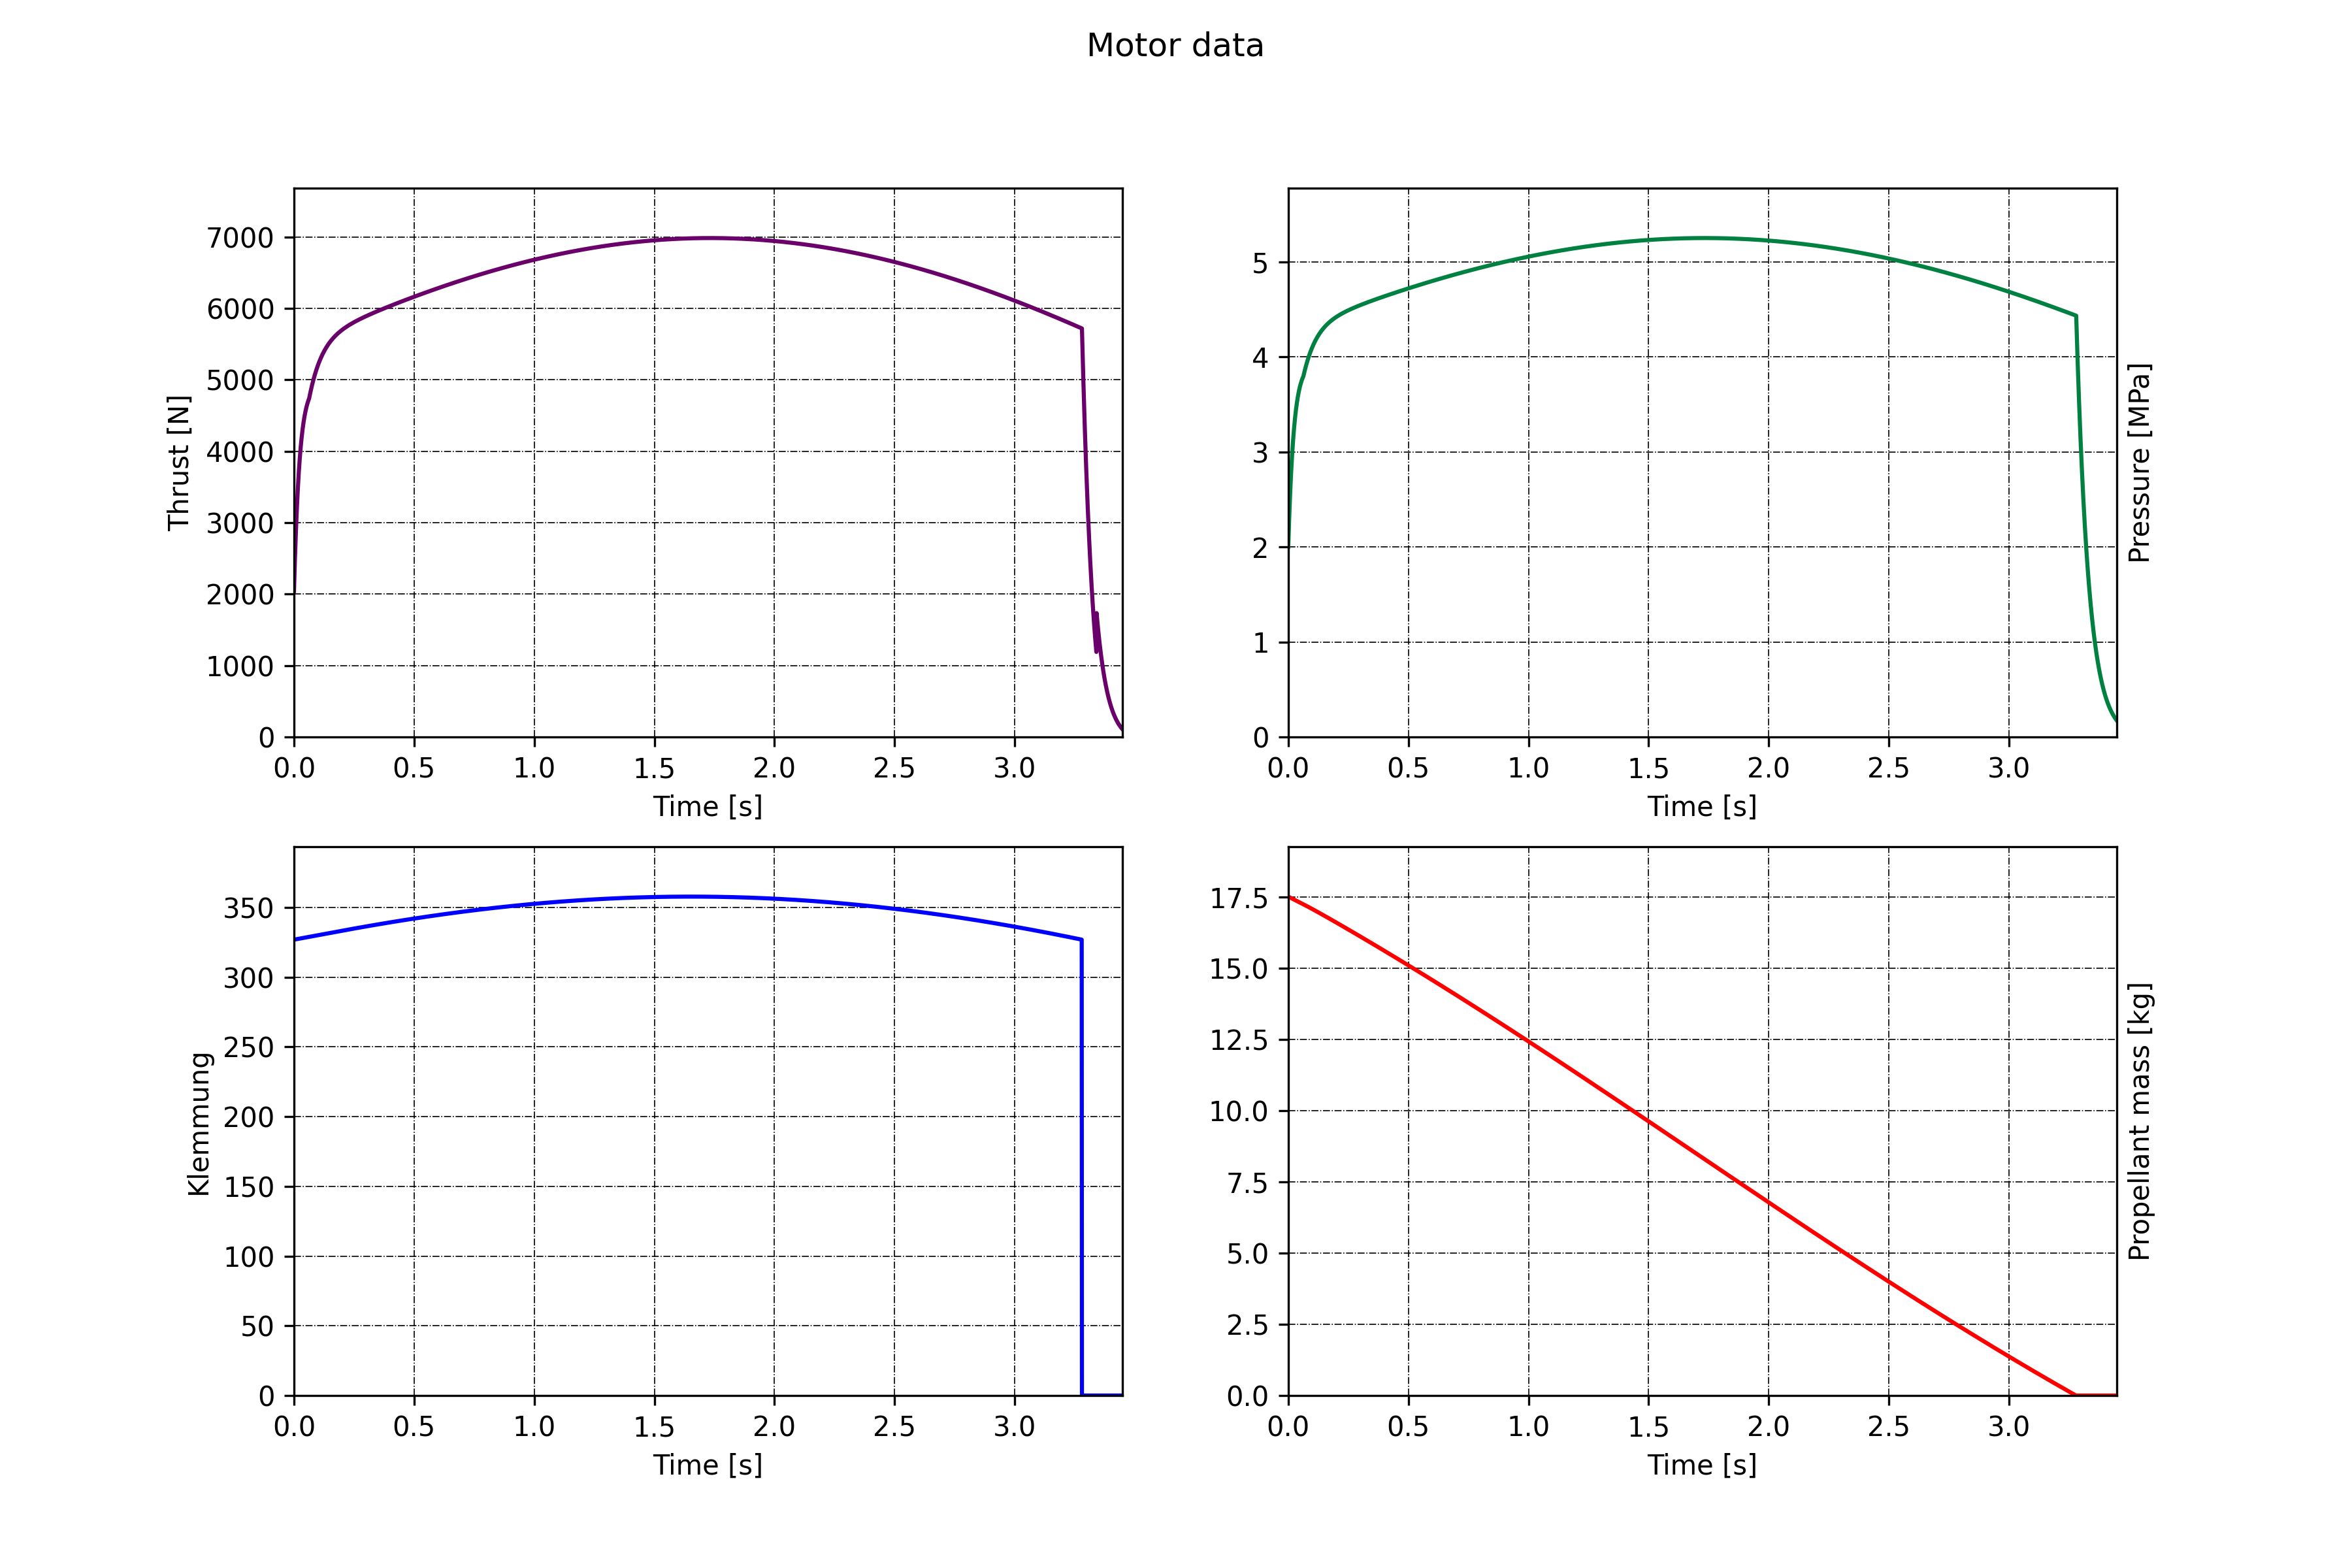 Motor data
Thrust [N]
7000
6000
5000
4000
3000
2000
1000
0
0.0 0.5 1.0 1.5 2.0 2.5 3.0
Time [s]
Pressure [MPa]
5
4
3
2
1
0
0.0 0.5 1.0 1.5 2.0 2.5 3.0
Time [s]
Klemmung
350
300
250
200
150
100
50
0
0.0 0.5 1.0 1.5 2.0 2.5 3.0
Time [s]
Propellant mass [kg]
17.5
15.0
12.5
10.0
7.5
5.0
2.5
0.0
0.0 0.5 1.0 1.5 2.0 2.5 3.0
Time [s]